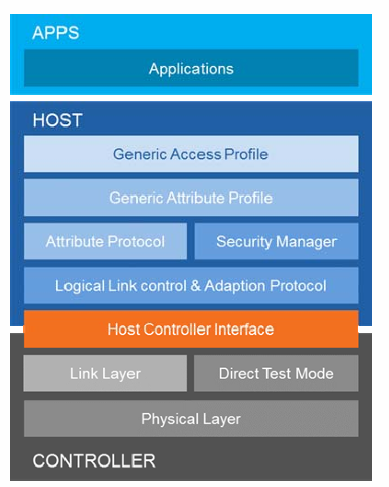 APPS
Applications
HOST
Generic Access Profile
Generic Attribute Profile
Attribute Protocol
Security Manager
Logical Link control & Adaption Protocol
Host Controller Interface
Link Layer
Direct Test Mode
Physical Layer
CONTROLLER